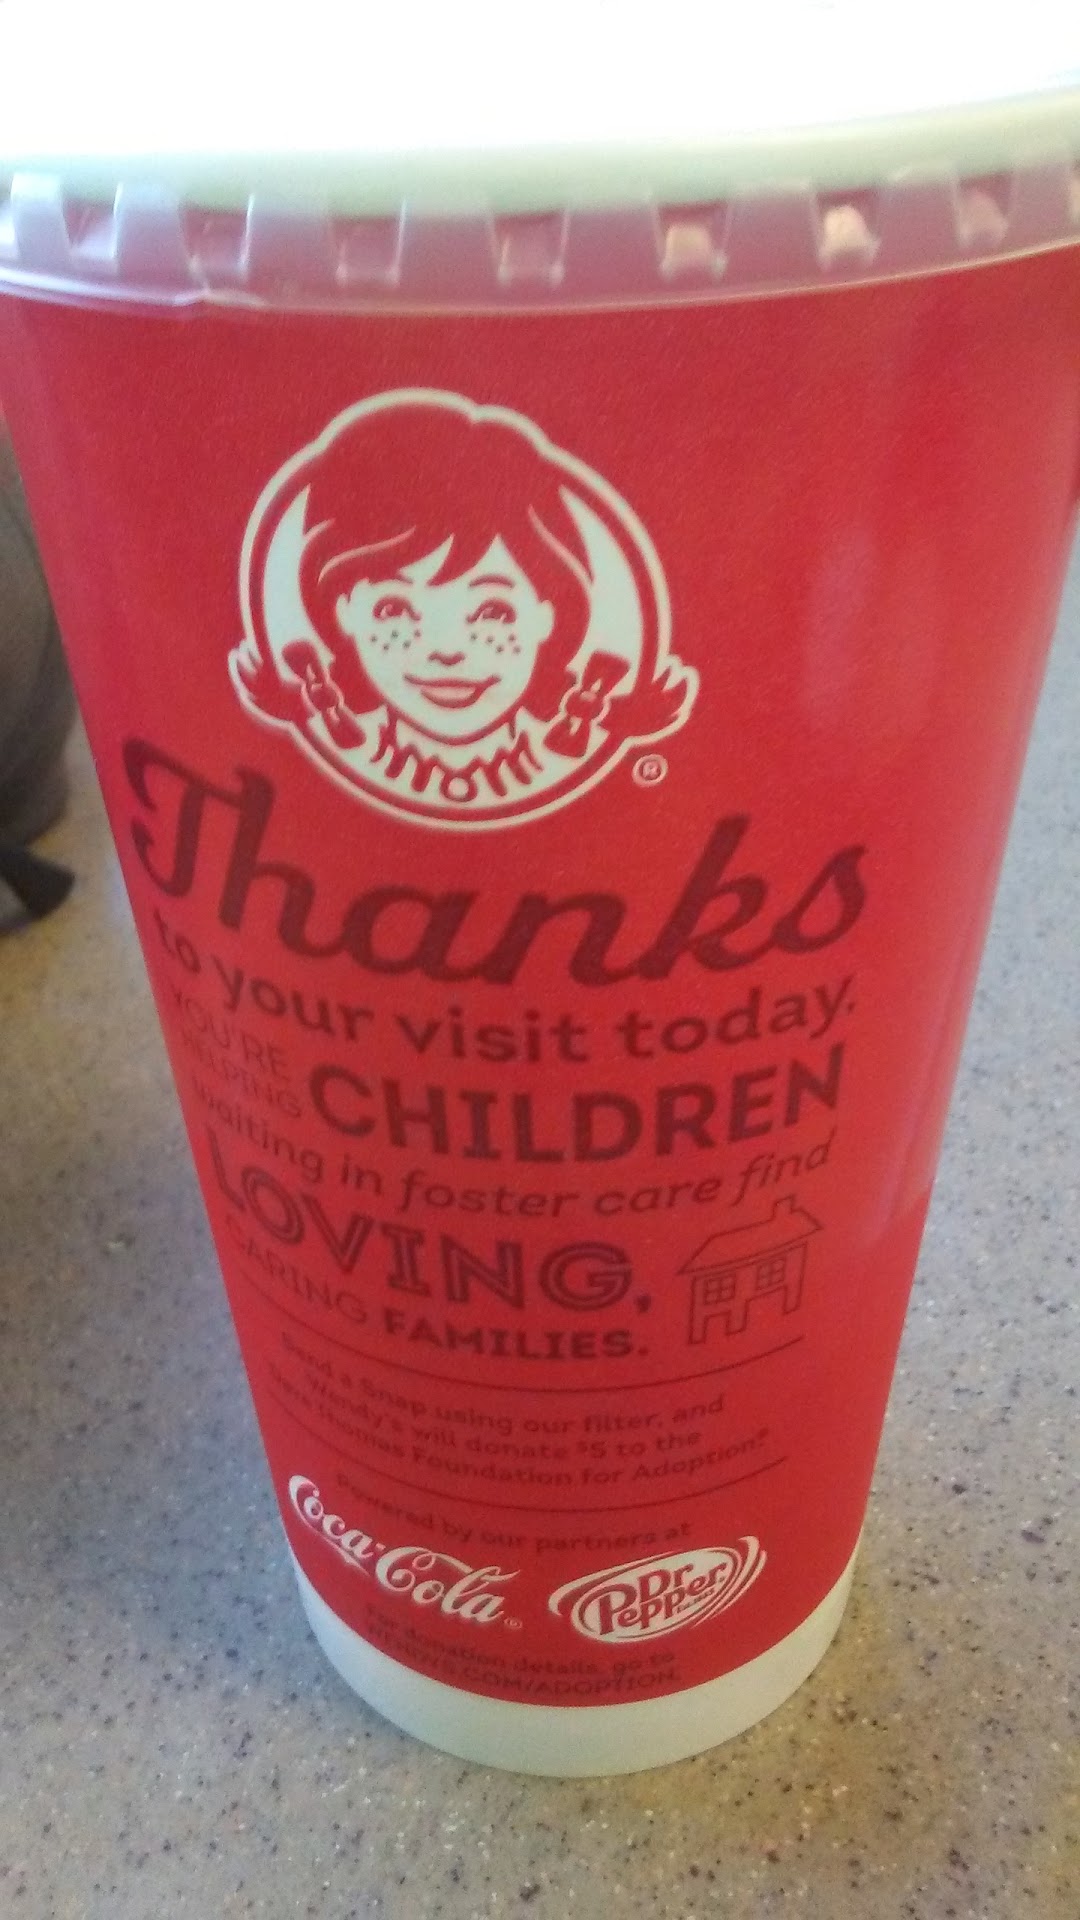 ®
Thanks
to your visit today,
YOU'RE
HELPING CHILDREN
waiting in foster care find
LOVING,
CARING FAMILIES.
Send a Snap using our filter, and
Wendy's will donate $5 to the
Dave Thomas Foundation for Adoption.®
Powered by our partners at
Coca-Cola®
Dr Pepper
For donation details, go to
WENDYS.COM/ADOPTION.